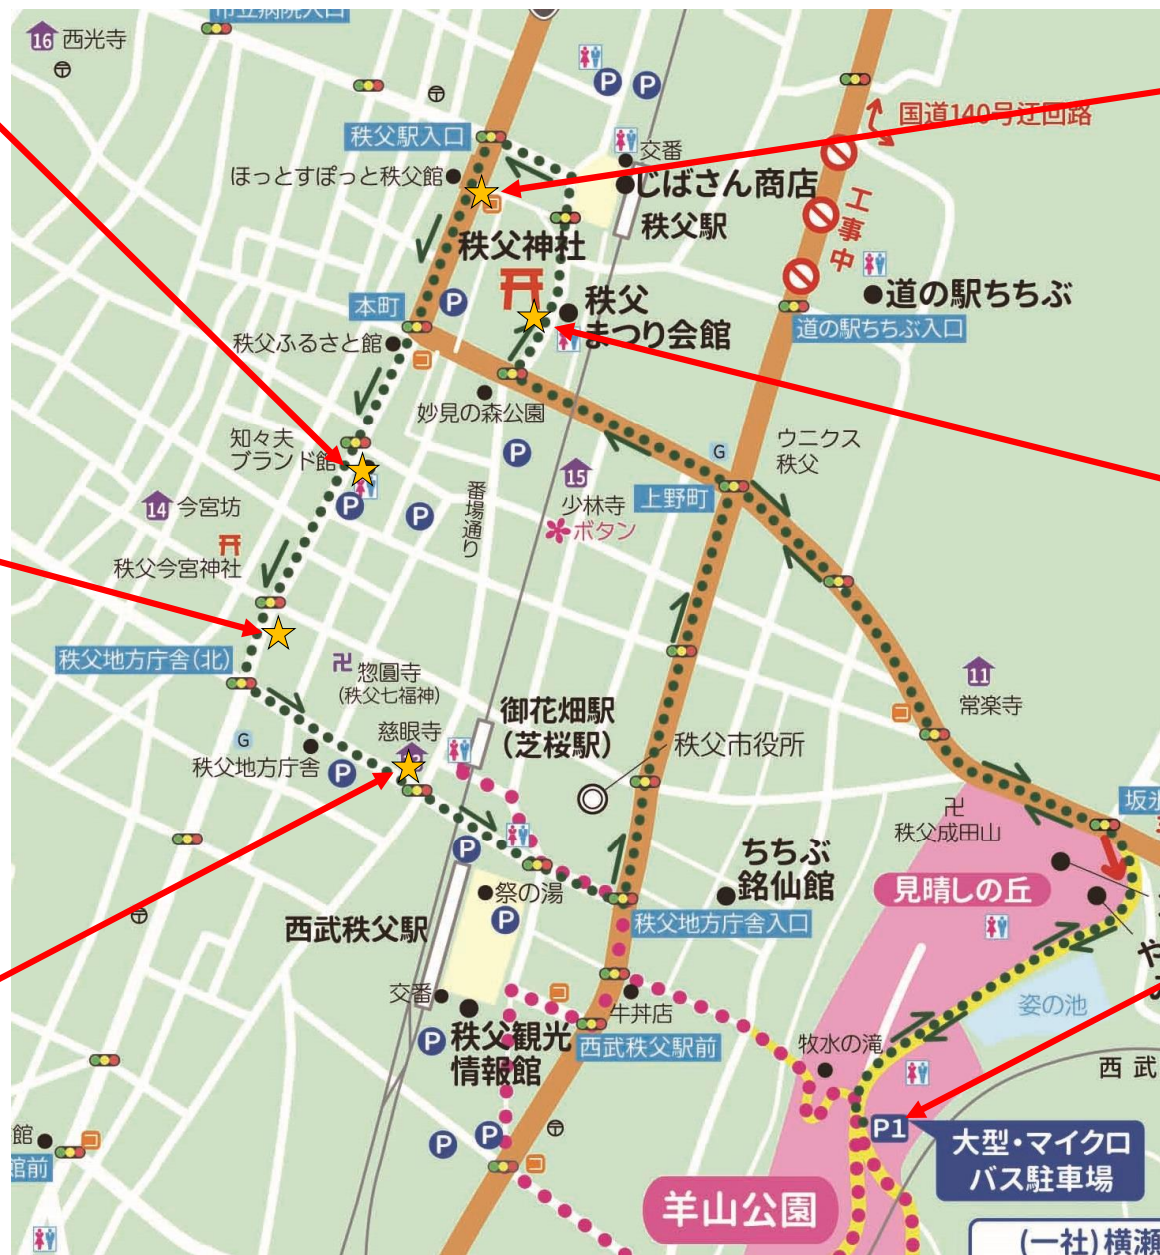 市立病院入口
16 西光寺
P
P
国道140号迂回路
秩父駅入口
交番
ほっとすぽっと秩父館
じばさん商店
秩父駅
工事中
秩父神社
道の駅ちちぶ
本町
P
秩父
まつり会館
道の駅ちちぶ入口
秩父ふるさと館
妙見の森公園
知々夫
ブランド館
P
G
ウニクス
秩父
15
少林寺
ボタン
上野町
番場通り
P
P
14 今宮坊
秩父今宮神社
秩父地方庁舎(北)
惣圓寺
(秩父七福神)
慈眼寺
御花畑駅
(芝桜駅)
秩父市役所
11
常楽寺
G
秩父地方庁舎
P
秩父成田山
坂氷
P
ちちぶ
銘仙館
見晴しの丘
祭の湯
P
西武秩父駅
秩父地方庁舎入口
や
交番
牛丼店
姿の池
P
秩父観光
情報館
西武秩父駅前
牧水の滝
西武
館
館前
P
P
P1
大型・マイクロ
バス駐車場
羊山公園
(一社)横瀬